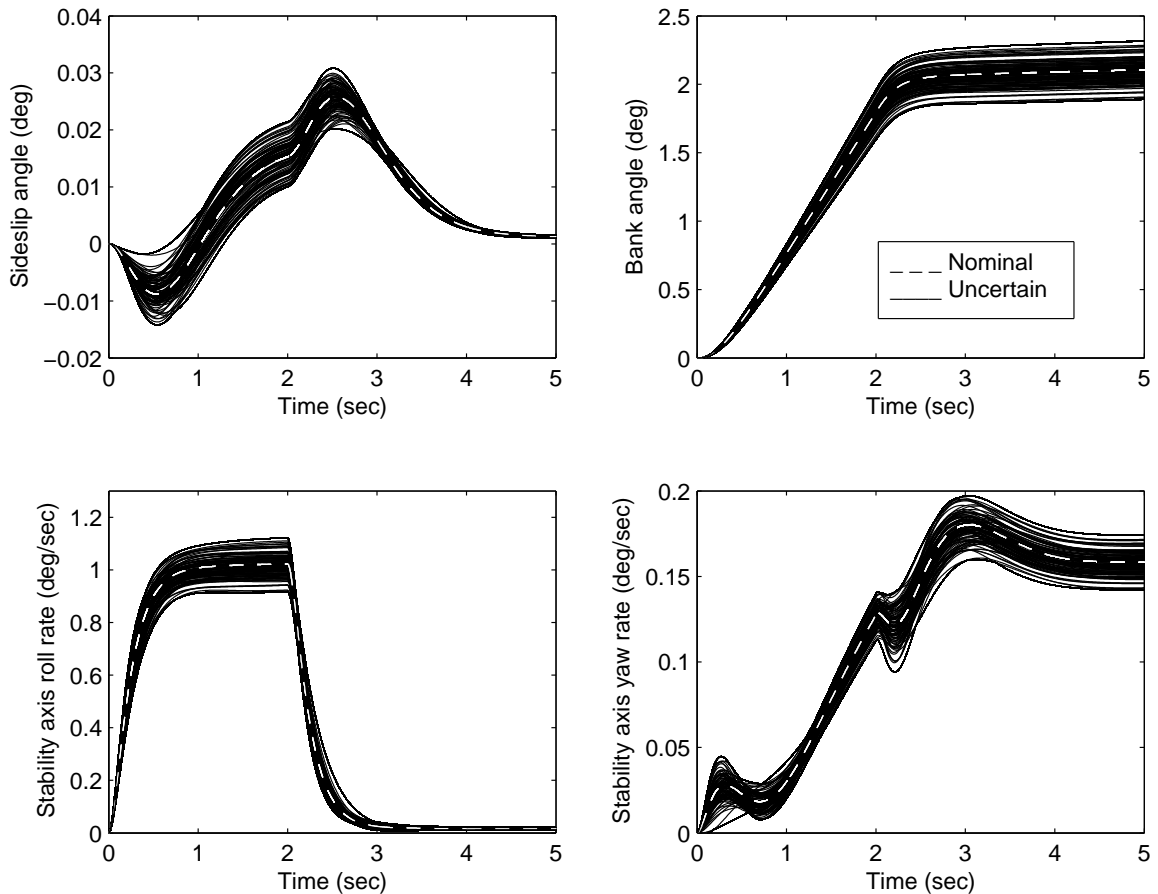 0.04
0.03
0.02
0.01
0
−0.01
−0.02
Sideslip angle (deg)
0 1 2 3 4 5
Time (sec)
2.5
2
1.5
1
0.5
0
Bank angle (deg)
Nominal
Uncertain
0 1 2 3 4 5
Time (sec)
1.2
1
0.8
0.6
0.4
0.2
0
Stability axis roll rate (deg/sec)
0 1 2 3 4 5
Time (sec)
0.2
0.15
0.1
0.05
0
Stability axis yaw rate (deg/sec)
0 1 2 3 4 5
Time (sec)